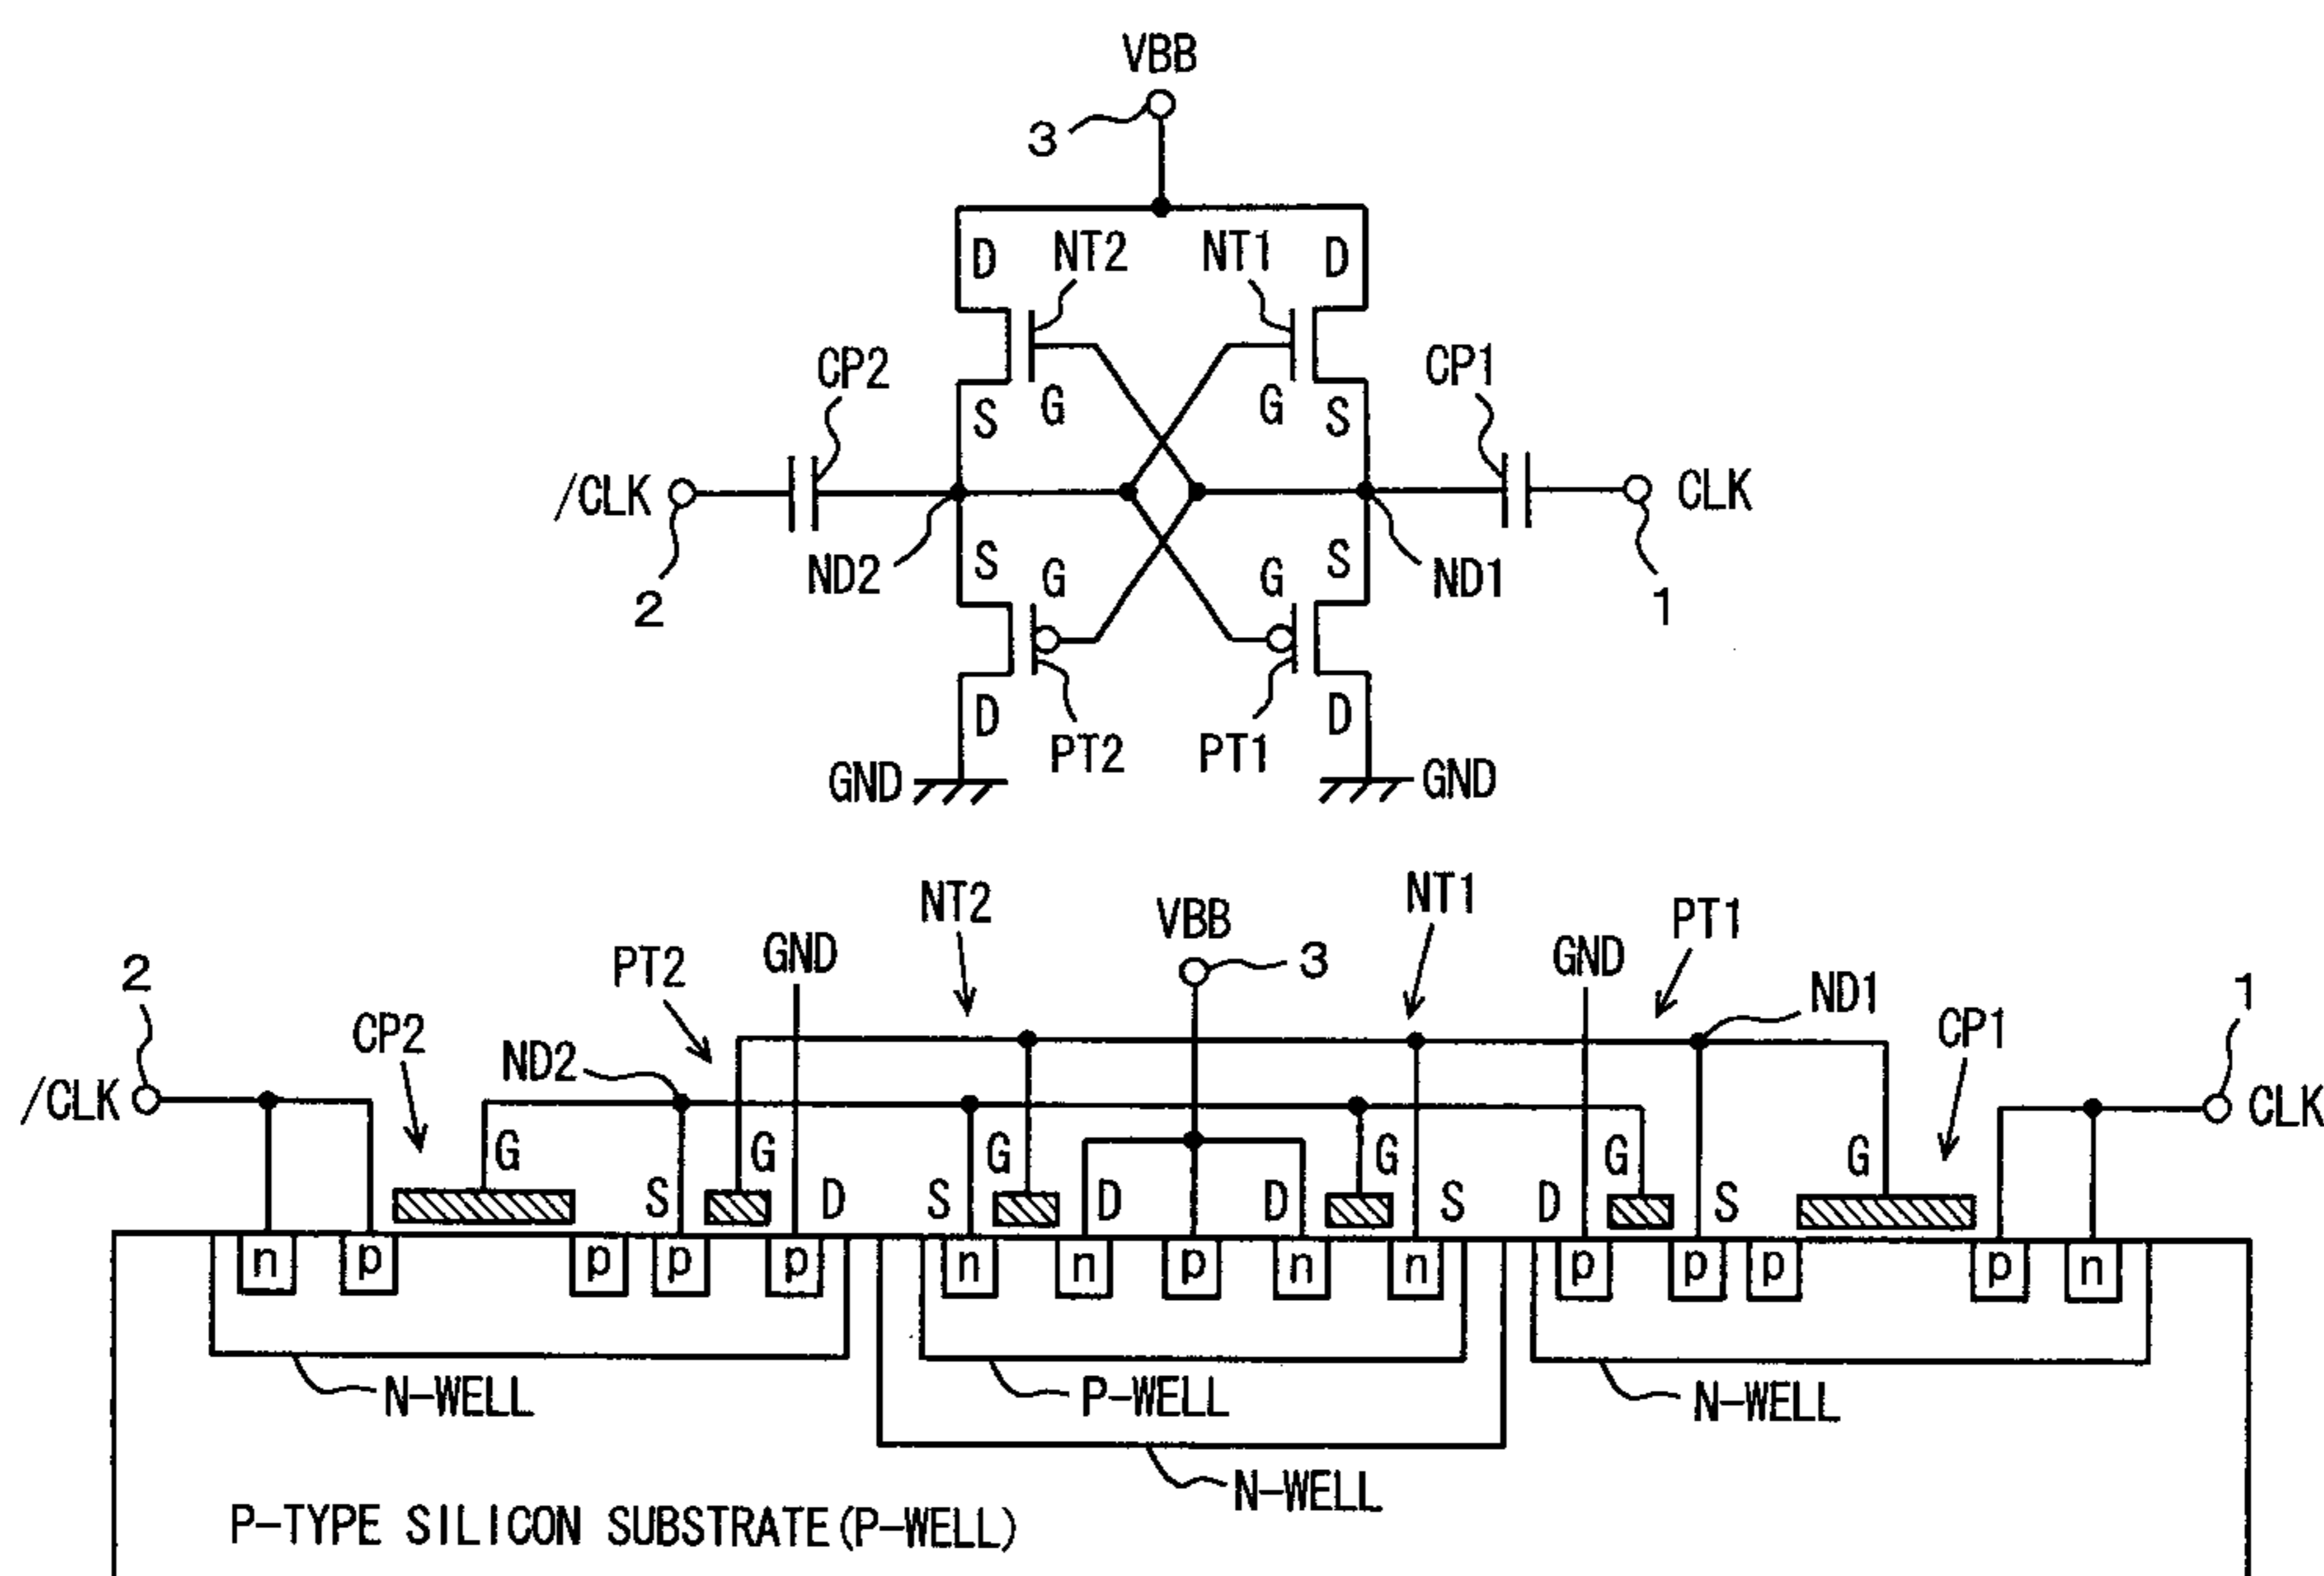 VBB
3
D NT2 NT1 D
CP2 CP1
S G G S
/CLK CLK
ND2 S G G S ND1
2 1
D D
PT2 PT1
GND GND
NT2 NT1
VBB PT1
PT2 GND 3 GND
2 ND1 1
CP2 CP1
ND2
/CLK CLK
G G G G G G
S D S D D S D S
n p p p p n n p n n p p p p n
N-WELL P-WELL N-WELL
N-WELL
P-TYPE SILICON SUBSTRATE(P-WELL)